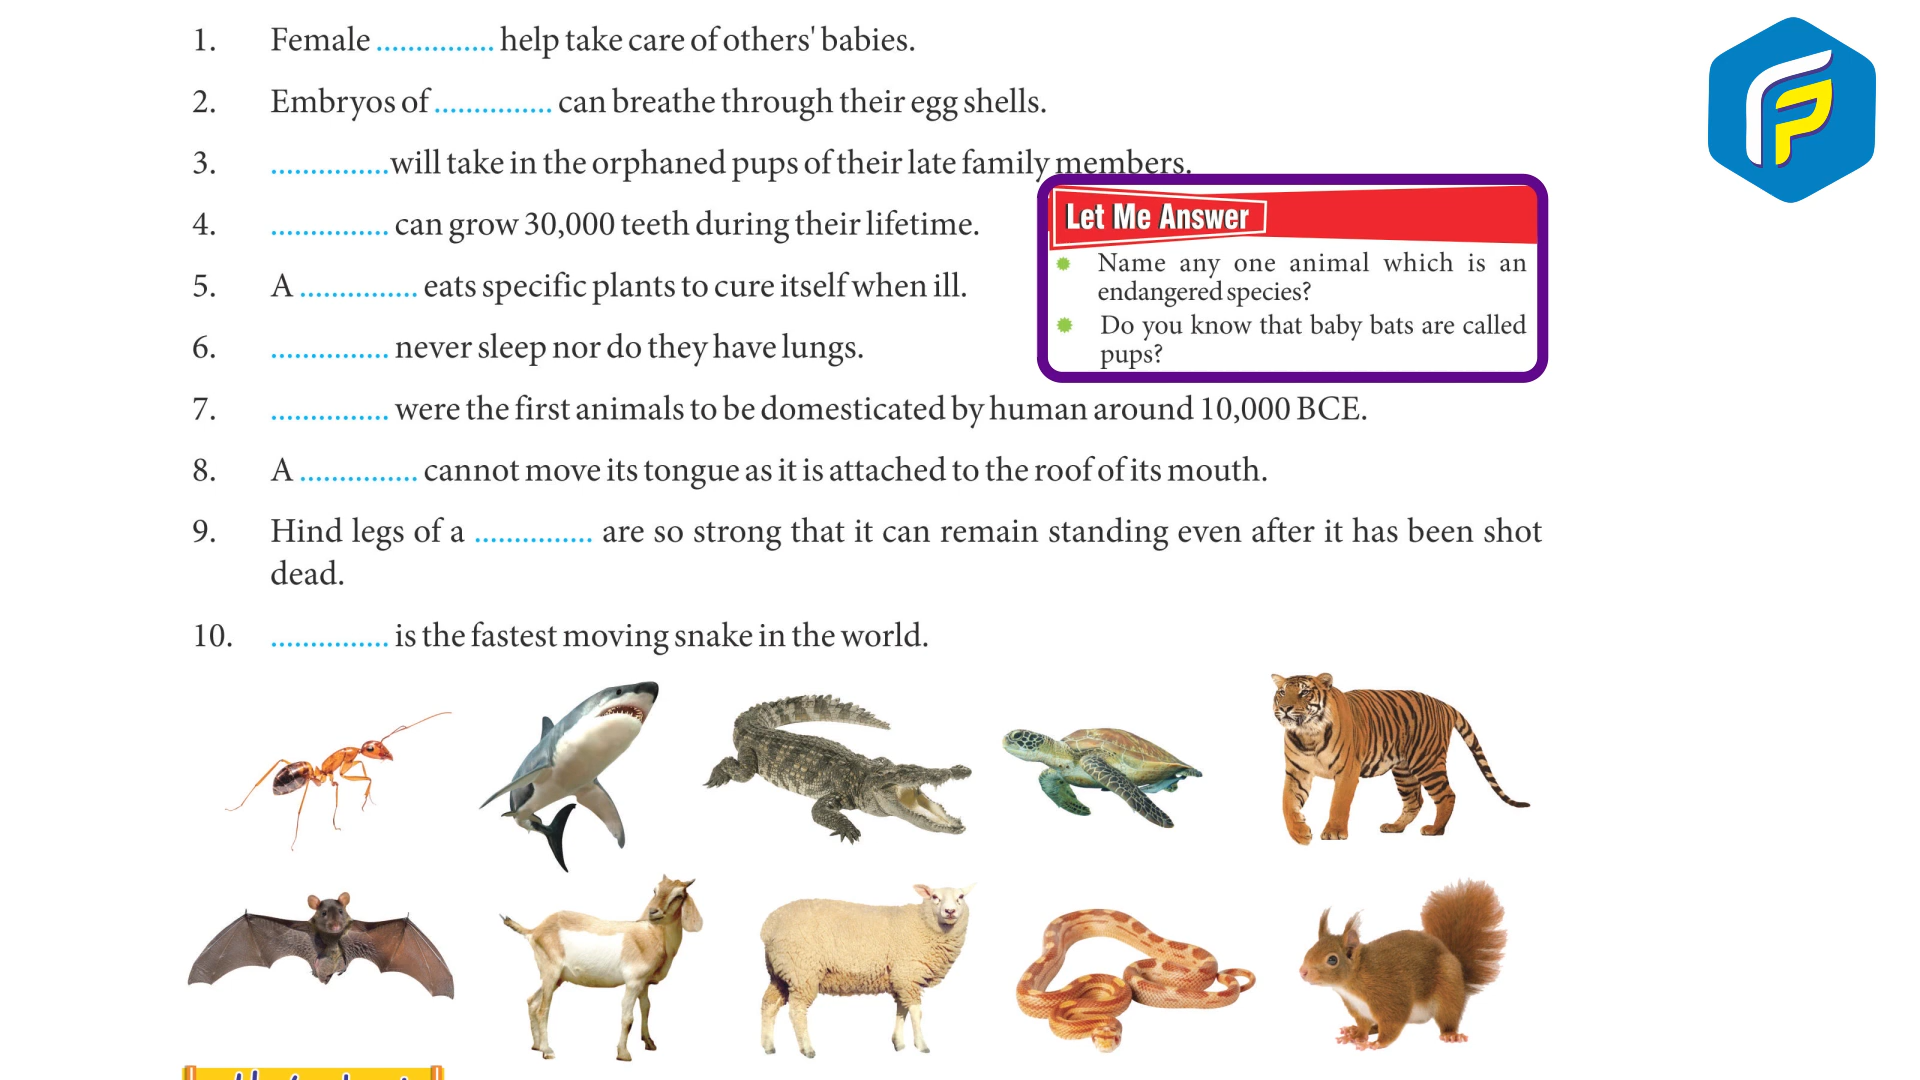 1. Female ............... help take care of others' babies.
2. Embryos of ............... can breathe through their egg shells.
3. ...............will take in the orphaned pups of their late family members.
4. ............... can grow 30,000 teeth during their lifetime.
5. A ............... eats specific plants to cure itself when ill.
6. ............... never sleep nor do they have lungs.
7. ............... were the first animals to be domesticated by human around 10,000 BCE.
8. A ............... cannot move its tongue as it is attached to the roof of its mouth.
9. Hind legs of a ............... are so strong that it can remain standing even after it has been shot
dead.
10. ............... is the fastest moving snake in the world.
Let Me Answer
Name any one animal which is an
endangered species?
Do you know that baby bats are called
pups?